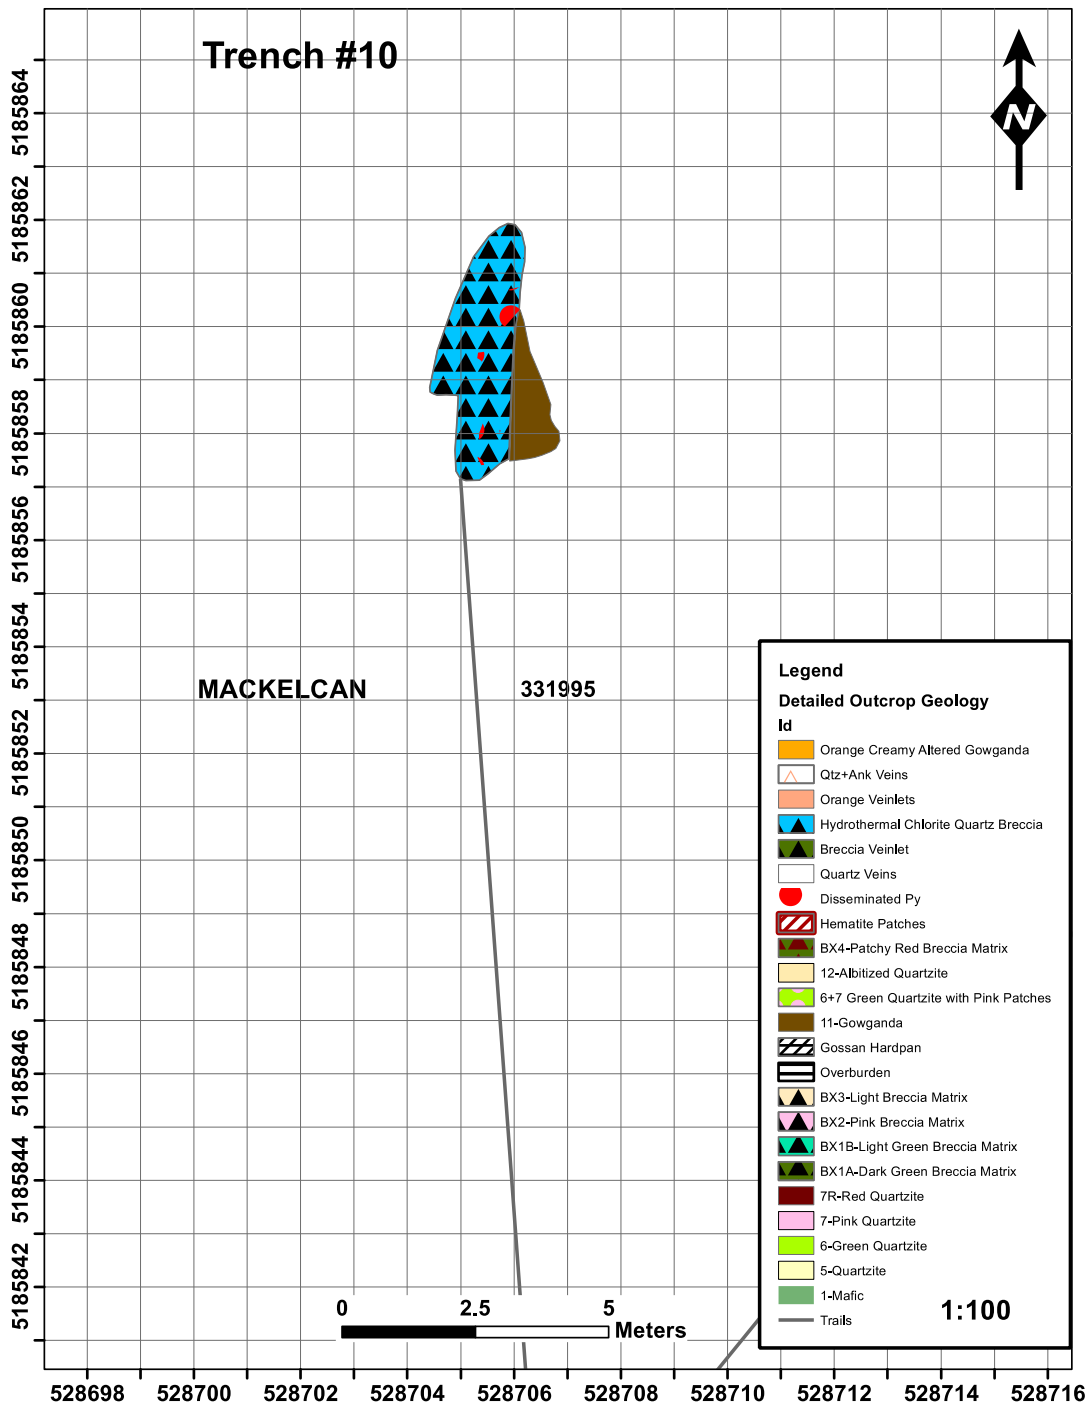 Trench #10
N
5185864
5185862
5185860
5185858
5185856
5185854
5185852
5185850
5185848
5185846
5185844
5185842
MACKELCAN 331995
Legend
Detailed Outcrop Geology
Id
Orange Creamy Altered Gowganda
Qtz+Ank Veins
Orange Veinlets
Hydrothermal Chlorite Quartz Breccia
Breccia Veinlet
Quartz Veins
Disseminated Py
Hematite Patches
BX4-Patchy Red Breccia Matrix
12-Albitized Quartzite
6+7 Green Quartzite with Pink Patches
11-Gowganda
Gossan Hardpan
Overburden
BX3-Light Breccia Matrix
BX2-Pink Breccia Matrix
BX1B-Light Green Breccia Matrix
BX1A-Dark Green Breccia Matrix
7R-Red Quartzite
7-Pink Quartzite
6-Green Quartzite
5-Quartzite
1-Mafic
Trails
1:100
0 2.5 5
Meters
528698 528700 528702 528704 528706 528708 528710 528712 528714 528716